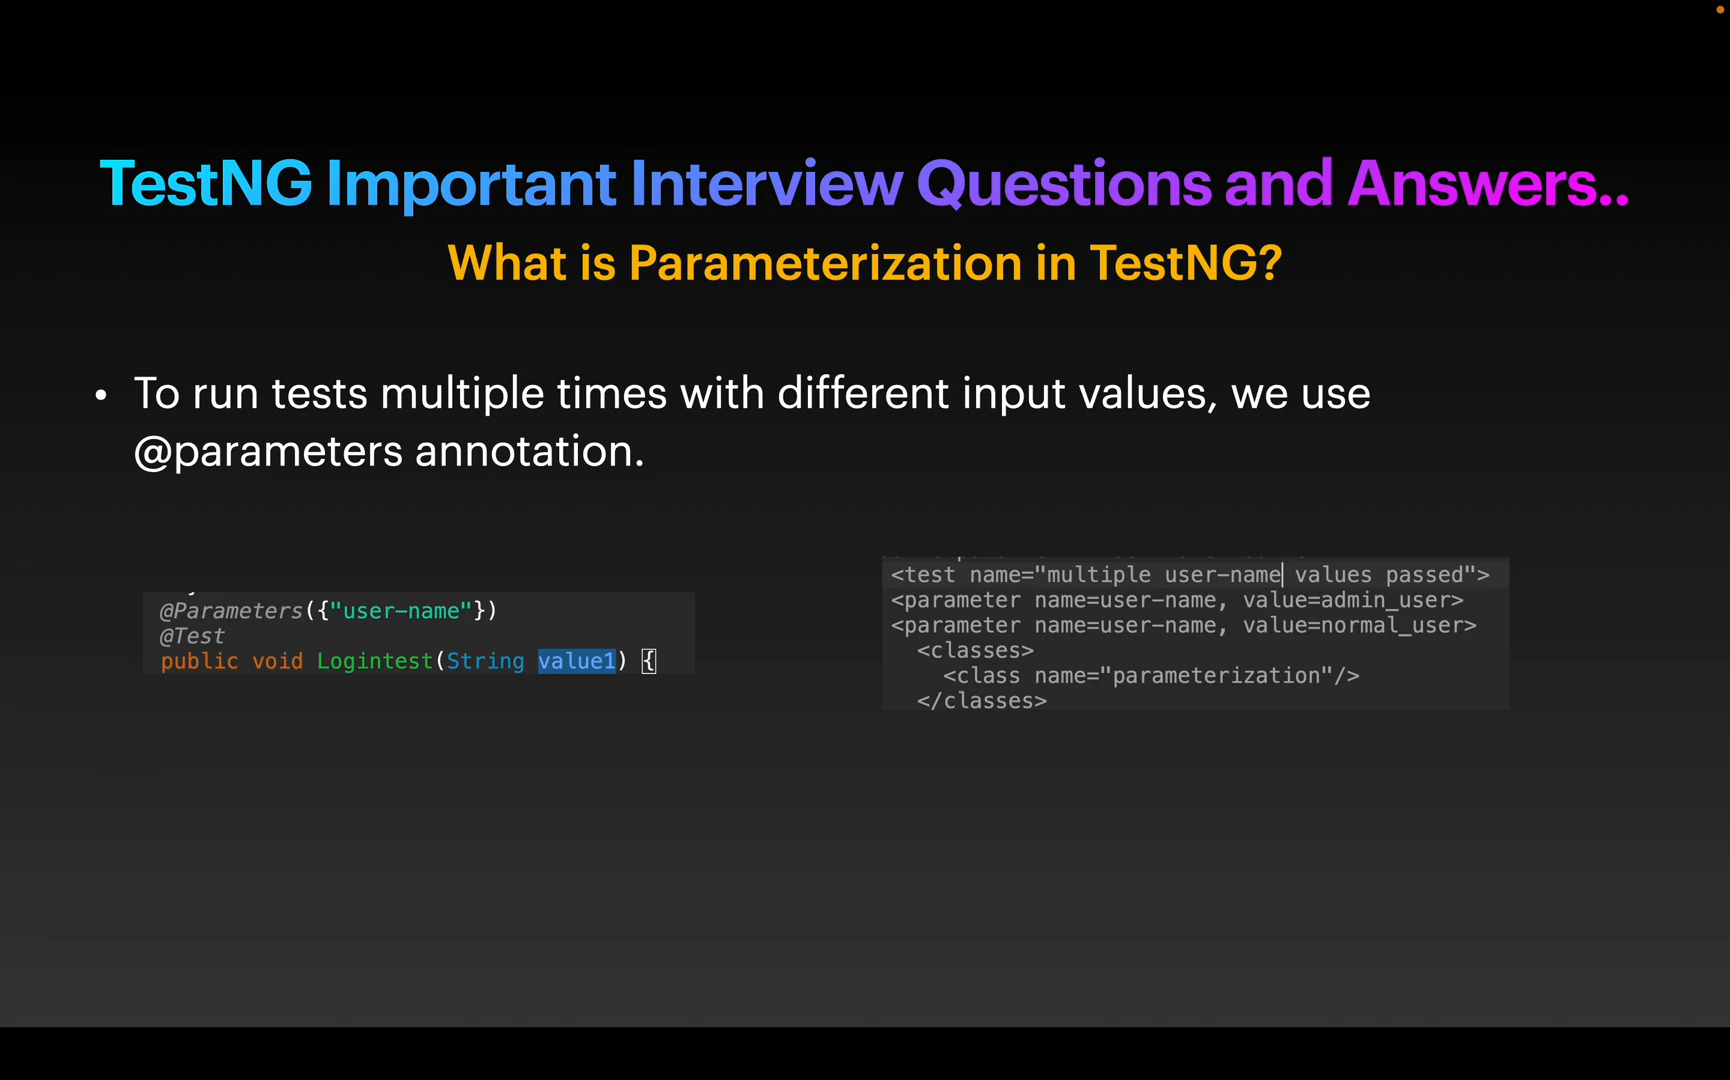 TestNG Important Interview Questions and Answers..
What is Parameterization in TestNG?
• To run tests multiple times with different input values, we use
@parameters annotation.
@Parameters({"user-name"})
@Test
public void Logintest(String value1) {
<test name="multiple user-name values passed">
<parameter name=user-name, value=admin_user>
<parameter name=user-name, value=normal_user>
<classes>
<class name="parameterization"/>
</classes>